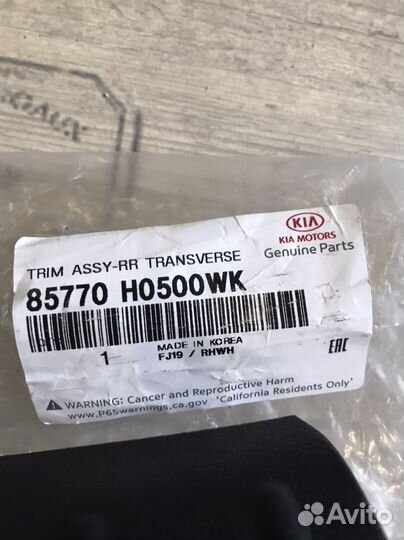 KIA
KIA MOTORS
Genuine Parts
TRIM ASSY-RR TRANSVERSE
85770 H0500WK
1
MADE IN KOREA
FJ19 / RHWH
EAC
WARNING: Cancer and Reproductive Harm
www.P65warnings.ca.gov 'California Residents Only'
Avito